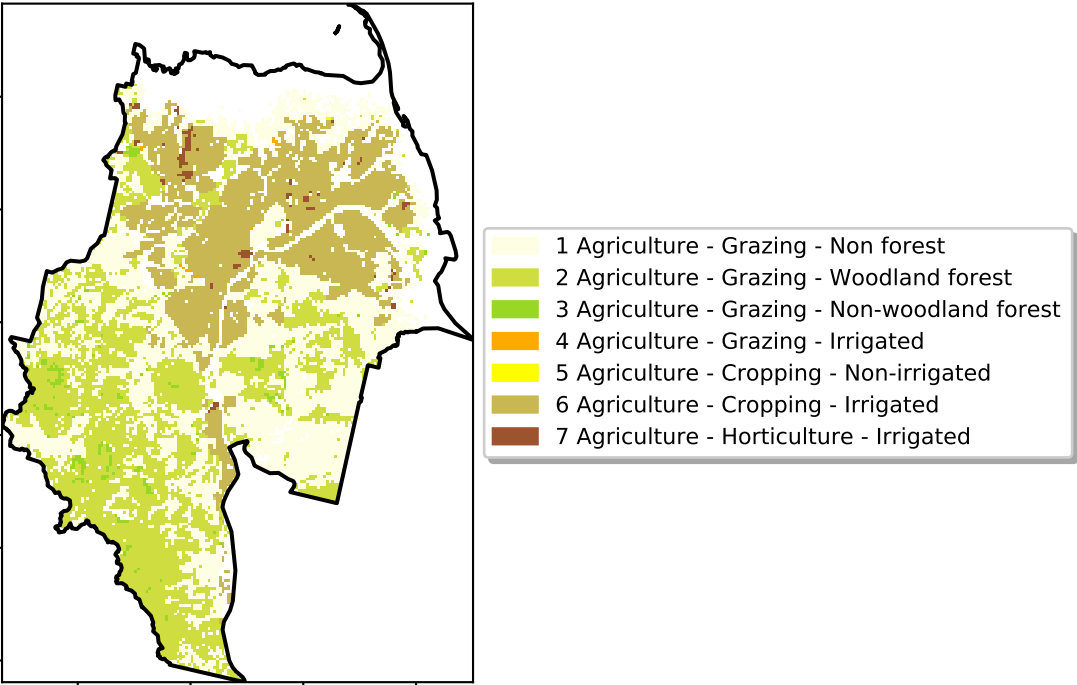 1 Agriculture - Grazing - Non forest
2 Agriculture - Grazing - Woodland forest
3 Agriculture - Grazing - Non-woodland forest
4 Agriculture - Grazing - Irrigated
5 Agriculture - Cropping - Non-irrigated
6 Agriculture - Cropping - Irrigated
7 Agriculture - Horticulture - Irrigated